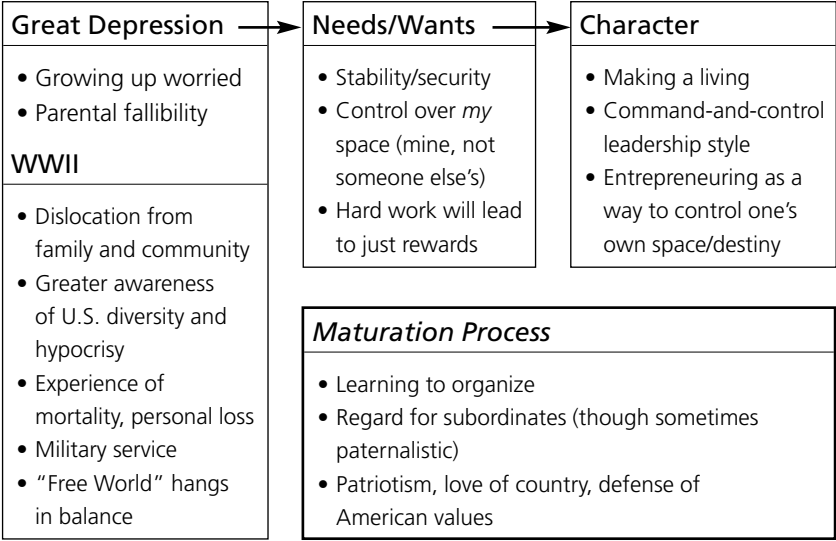 Great Depression
• Growing up worried
• Parental fallibility
WWII
• Dislocation from
family and community
• Greater awareness
of U.S. diversity and
hypocrisy
• Experience of
mortality, personal loss
• Military service
• “Free World” hangs
in balance
Needs/Wants
• Stability/security
• Control over my
space (mine, not
someone else’s)
• Hard work will lead
to just rewards
Character
• Making a living
• Command-and-control
leadership style
• Entrepreneuring as a
way to control one’s
own space/destiny
Maturation Process
• Learning to organize
• Regard for subordinates (though sometimes
paternalistic)
• Patriotism, love of country, defense of
American values